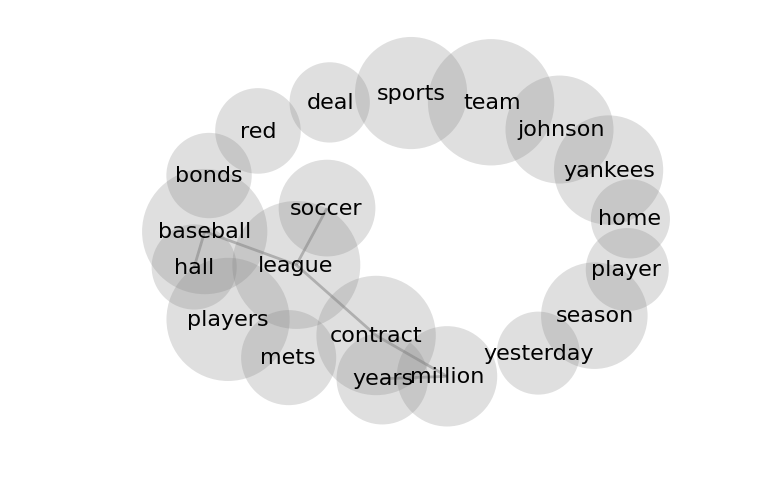 sports
deal
team
red
johnson
yankees
bonds
soccer
home
baseball
league
hall
player
season
players
contract
yesterday
mets
million
years